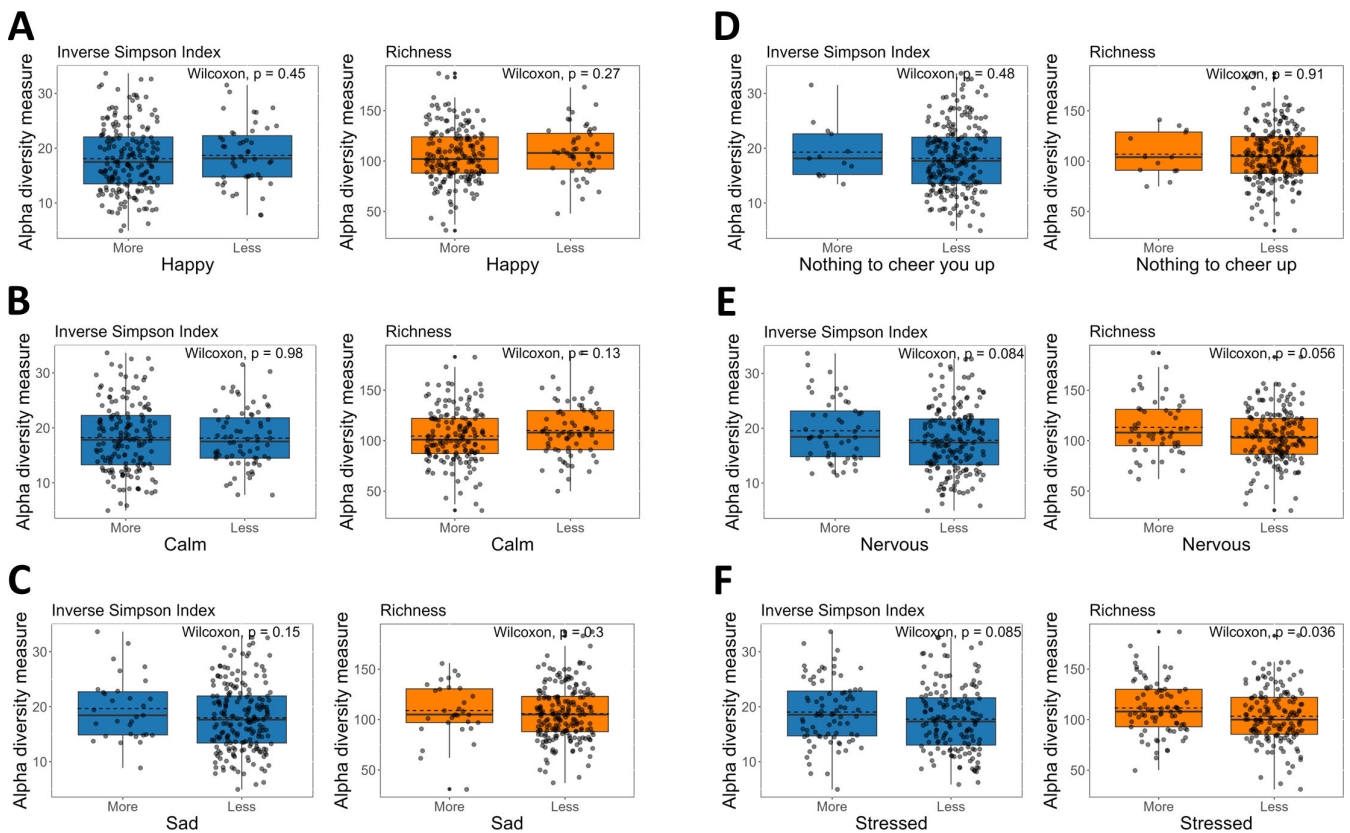 A
Inverse Simpson Index
Wilcoxon, p = 0.45
Alpha diversity measure
30
20
10
More
Less
Happy
Richness
Wilcoxon, p = 0.27
Alpha diversity measure
150
100
50
More
Less
Happy
B
Inverse Simpson Index
Wilcoxon, p = 0.98
Alpha diversity measure
30
20
10
More
Less
Calm
Richness
Wilcoxon, p = 0.13
Alpha diversity measure
150
100
50
More
Less
Calm
C
Inverse Simpson Index
Wilcoxon, p = 0.15
Alpha diversity measure
30
20
10
More
Less
Sad
Richness
Wilcoxon, p = 0.3
Alpha diversity measure
150
100
50
More
Less
Sad
D
Inverse Simpson Index
Wilcoxon, p = 0.48
Alpha diversity measure
30
20
10
More
Less
Nothing to cheer you up
Richness
Wilcoxon, p = 0.91
Alpha diversity measure
150
100
50
More
Less
Nothing to cheer up
E
Inverse Simpson Index
Wilcoxon, p = 0.084
Alpha diversity measure
30
20
10
More
Less
Nervous
Richness
Wilcoxon, p = 0.056
Alpha diversity measure
150
100
50
More
Less
Nervous
F
Inverse Simpson Index
Wilcoxon, p = 0.085
Alpha diversity measure
30
20
10
More
Less
Stressed
Richness
Wilcoxon, p = 0.036
Alpha diversity measure
150
100
50
More
Less
Stressed